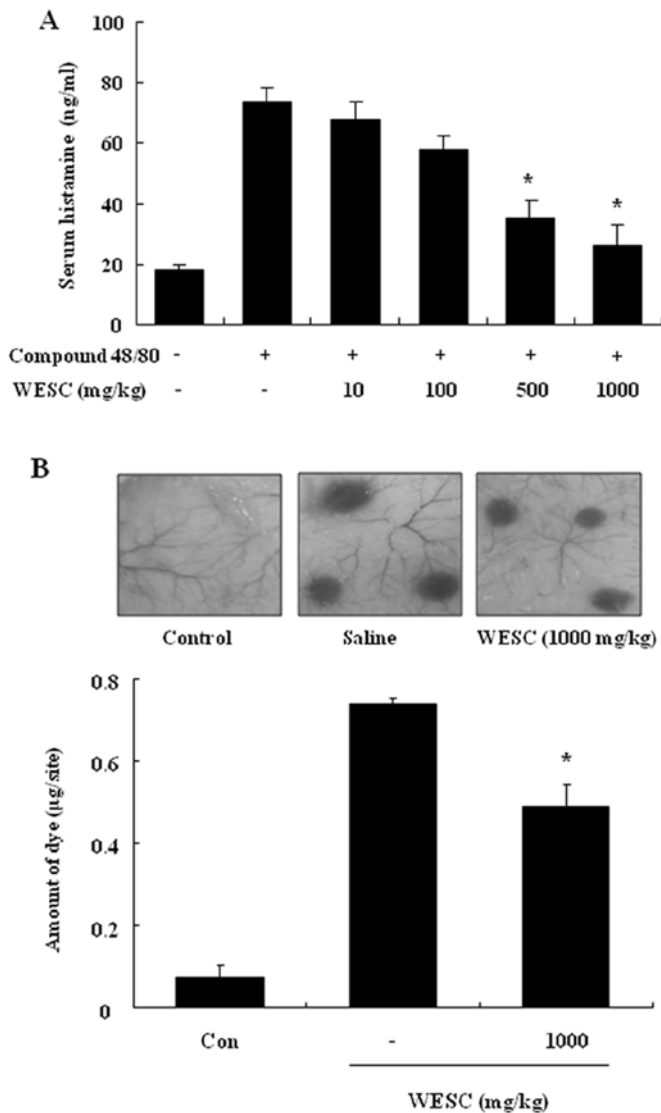 A
Serum histamine (ng/ml)
100
80
60
40
20
0
*
*
Compound 48/80 - + + + + +
WESC (mg/kg) - - 10 100 500 1000
B
Control Saline WESC (1000 mg/kg)
Amount of dye (μg/site)
0.8
0.6
0.4
0.2
0
*
Con - 1000
WESC (mg/kg)